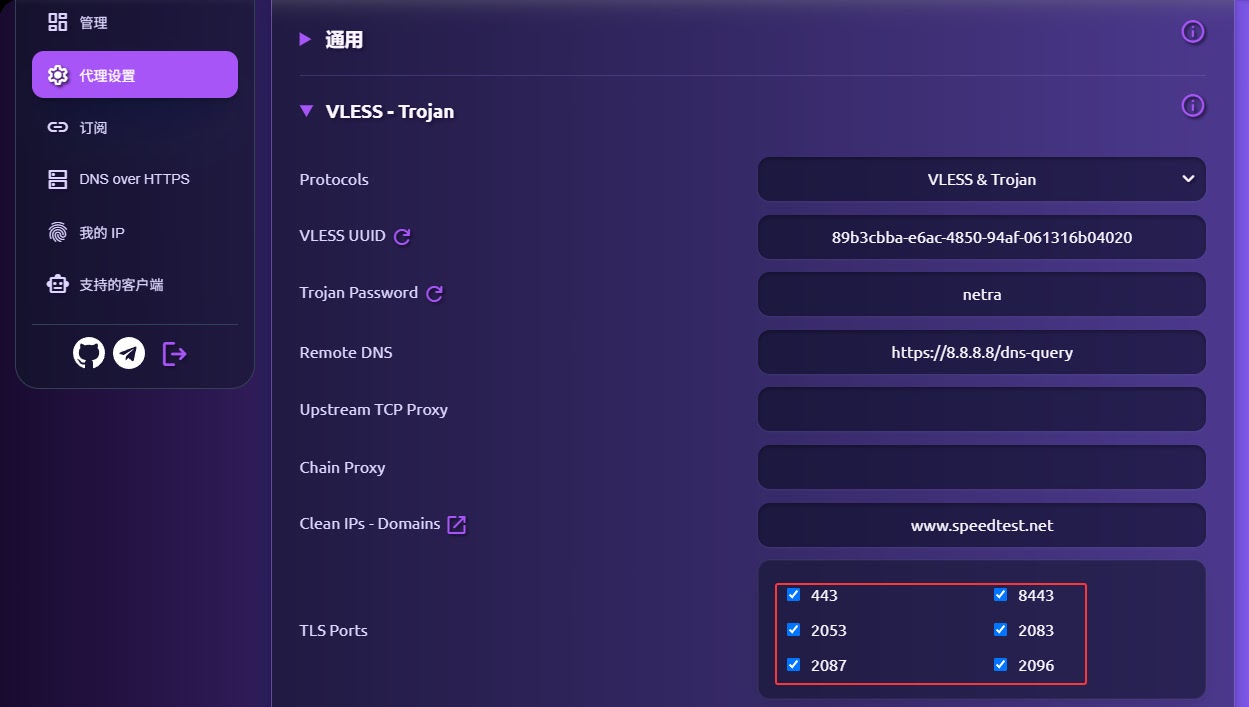 管理
代理设置
订阅
DNS over HTTPS
我的 IP
支持的客户端
通用
VLESS - Trojan
Protocols
VLESS & Trojan
VLESS UUID
89b3cbba-e6ac-4850-94af-061316b04020
Trojan Password
netra
Remote DNS
https://8.8.8.8/dns-query
Upstream TCP Proxy
Chain Proxy
Clean IPs - Domains
www.speedtest.net
TLS Ports
443 8443
2053 2083
2087 2096